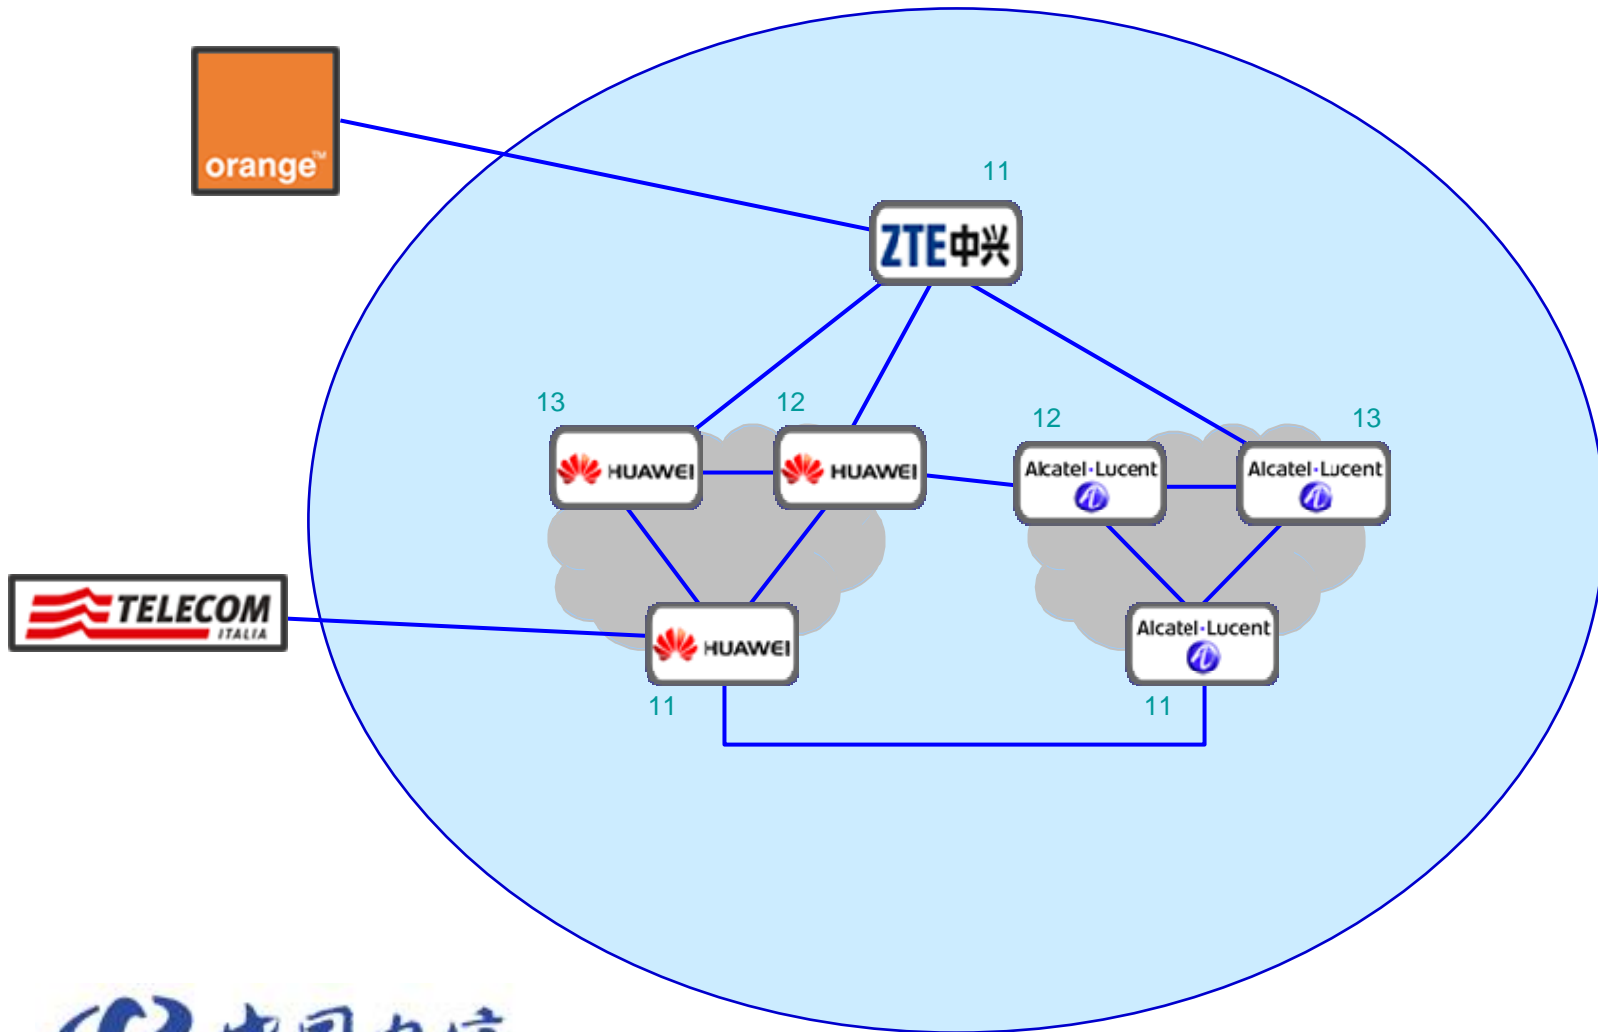 orange™
11
ZTE中兴
13
12
HUAWEI
HUAWEI
12
13
Alcatel·Lucent
Alcatel·Lucent
TELECOM
ITALIA
HUAWEI
Alcatel·Lucent
11
11